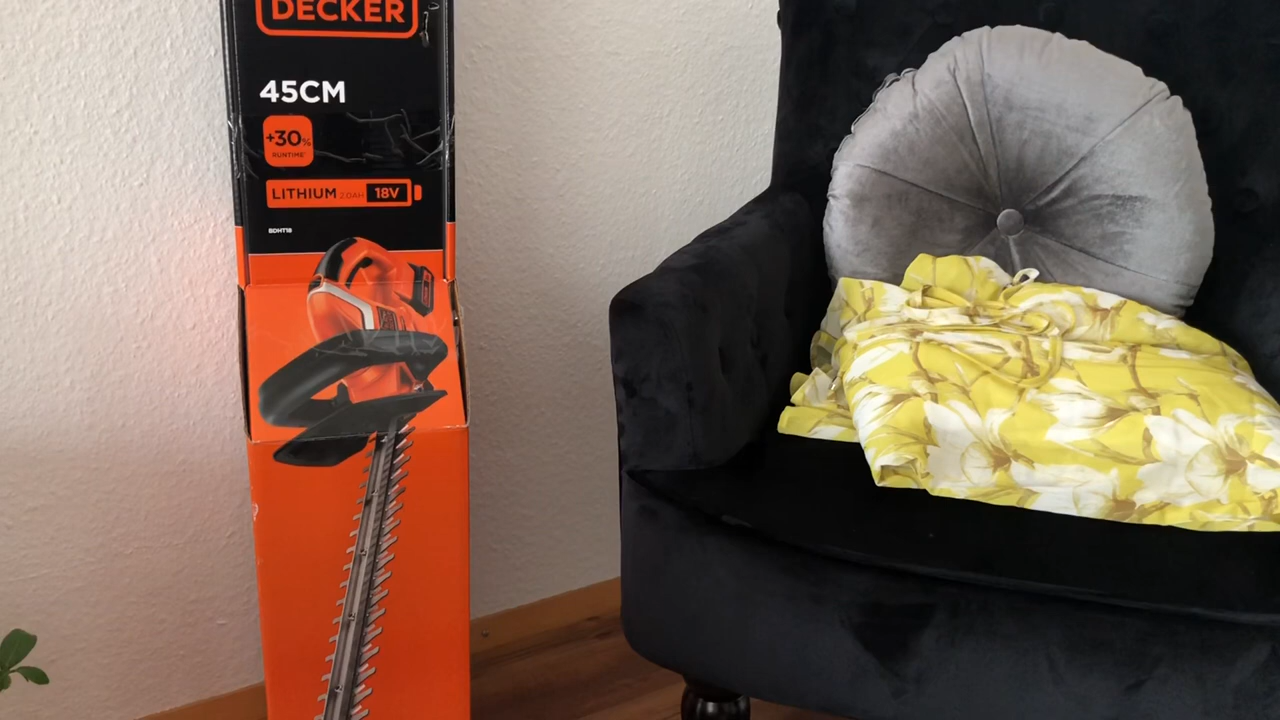 DECKER
45CM
+30%
RUNTIME*
LITHIUM 2.0AH 18V
BDHT18